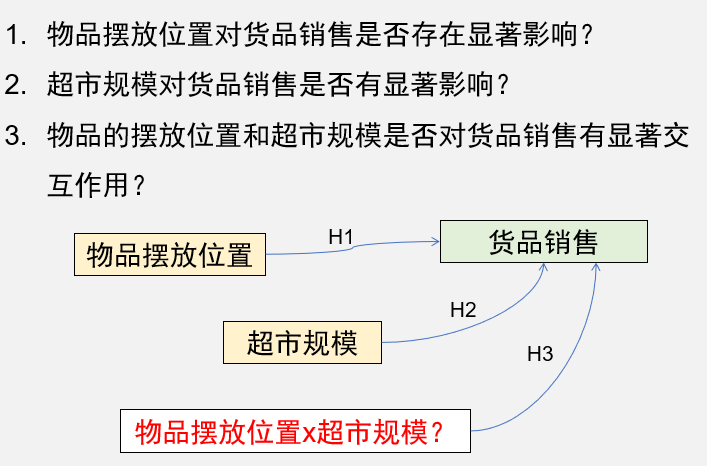 1. 物品摆放位置对货品销售是否存在显著影响?
2. 超市规模对货品销售是否有显著影响?
3. 物品的摆放位置和超市规模是否对货品销售有显著交
互作用?
H1
货品销售
物品摆放位置
H2
超市规模
H3
物品摆放位置x超市规模?